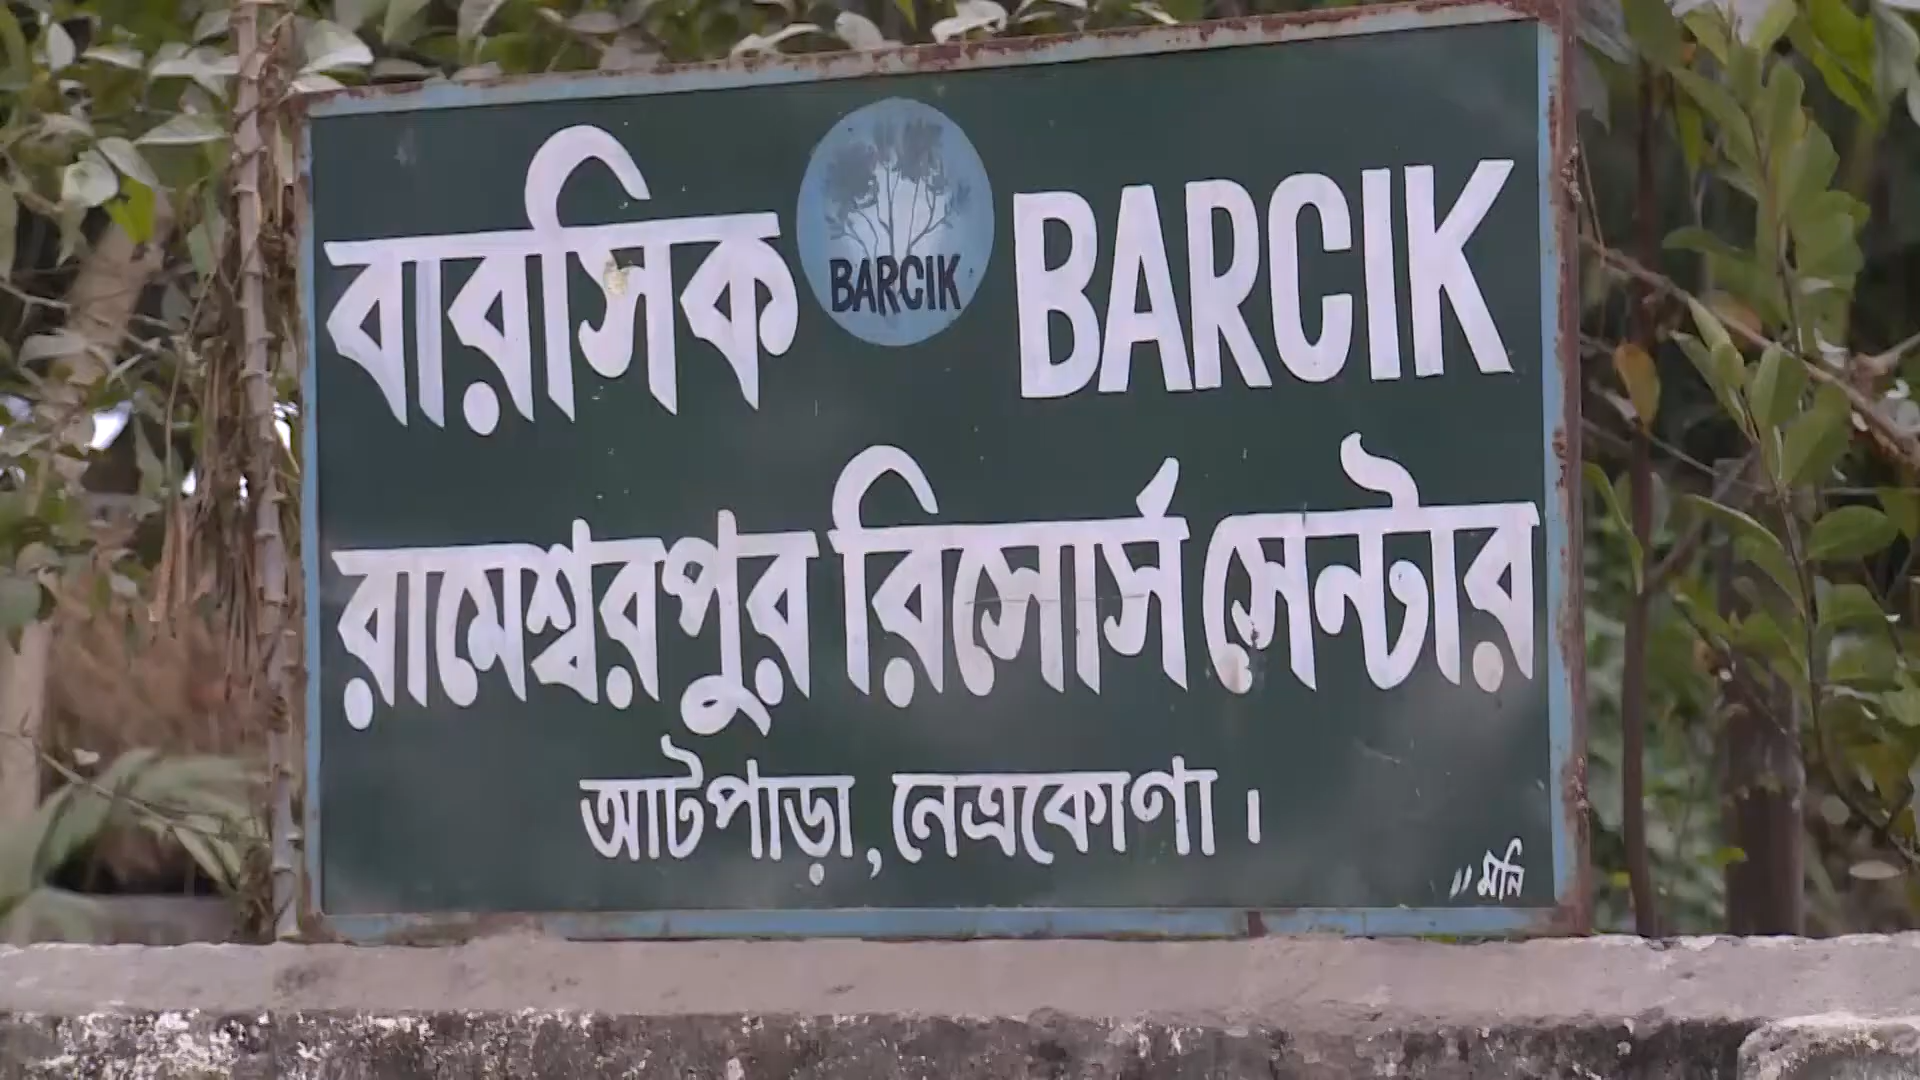 বারসিক BARCIK BARCIK
রামেশ্বরপুর রিসোর্স সেন্টার
আটপাড়া, নেত্রকোণা।
"মনি